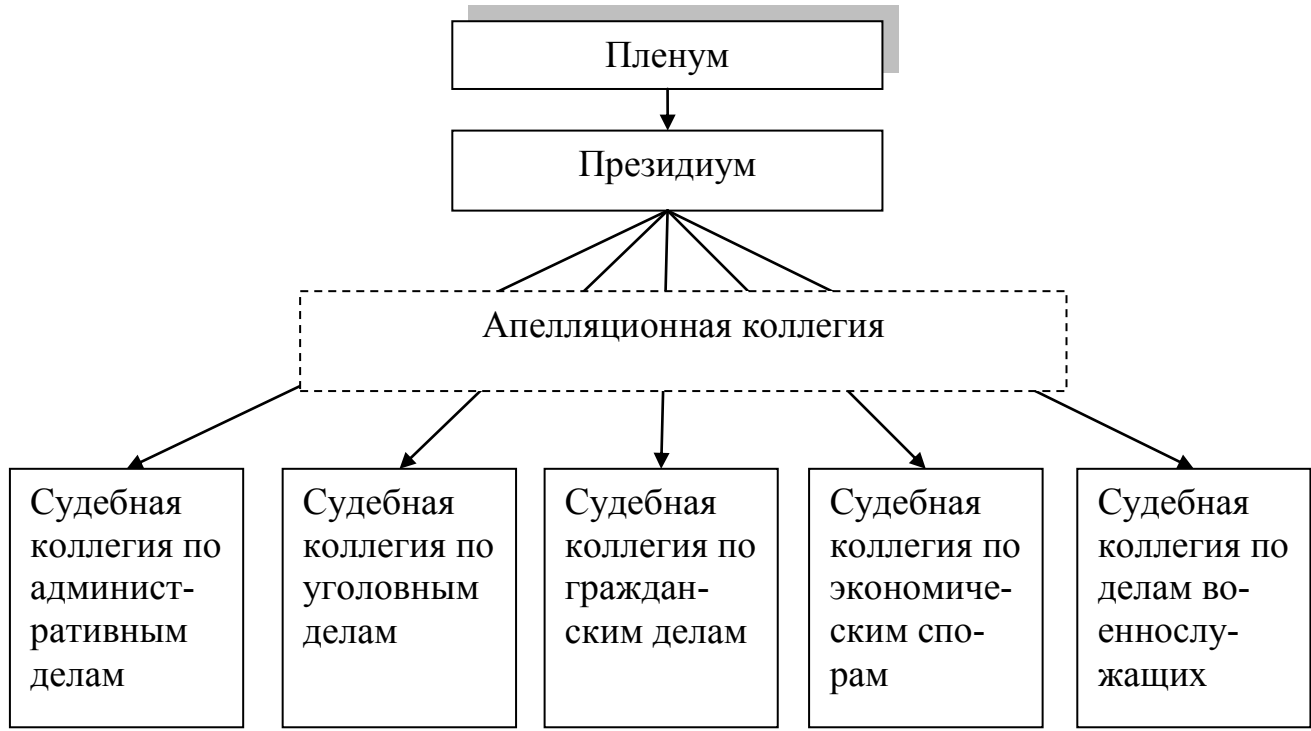 Пленум
Президиум
Апелляционная коллегия
Судебная
коллегия по
админист-
ративным
делам
Судебная
коллегия по
уголовным
делам
Судебная
коллегия по
граждан-
ским делам
Судебная
коллегия по
экономиче-
ским спо-
рам
Судебная
коллегия по
делам во-
еннослу-
жащих